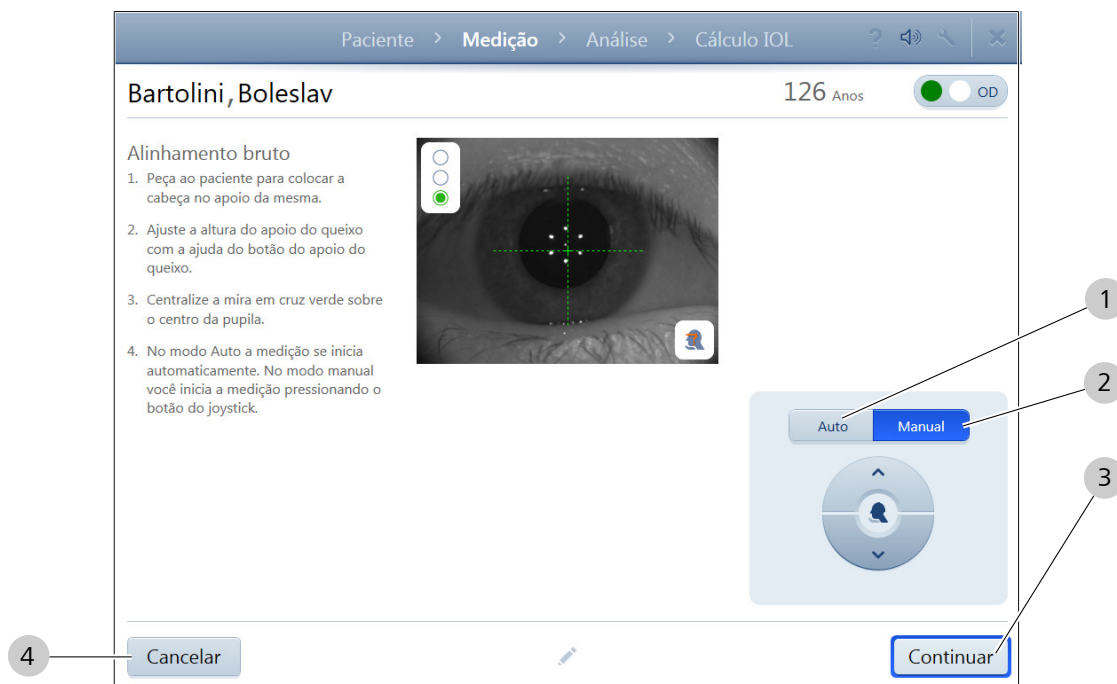 Paciente > Medição > Análise > Cálculo IOL ?
Bartolini, Boleslav 126 Anos OD
Alinhamento bruto
1. Peça ao paciente para colocar a
cabeça no apoio da mesma.
2. Ajuste a altura do apoio do queixo
com a ajuda do botão do apoio do
queixo.
3. Centralize a mira em cruz verde sobre
o centro da pupila.
4. No modo Auto a medição se inicia
automaticamente. No modo manual
você inicia a medição pressionando o
botão do joystick.
1
2
Auto Manual
3
4
Cancelar Continuar